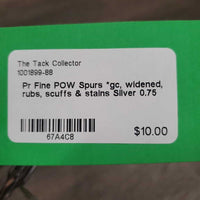 The Tack Collector
1001899-88
Pr Fine POW Spurs *gc, widened,
rubs, scuffs & stains Silver 0.75
67A4C8
$10.00